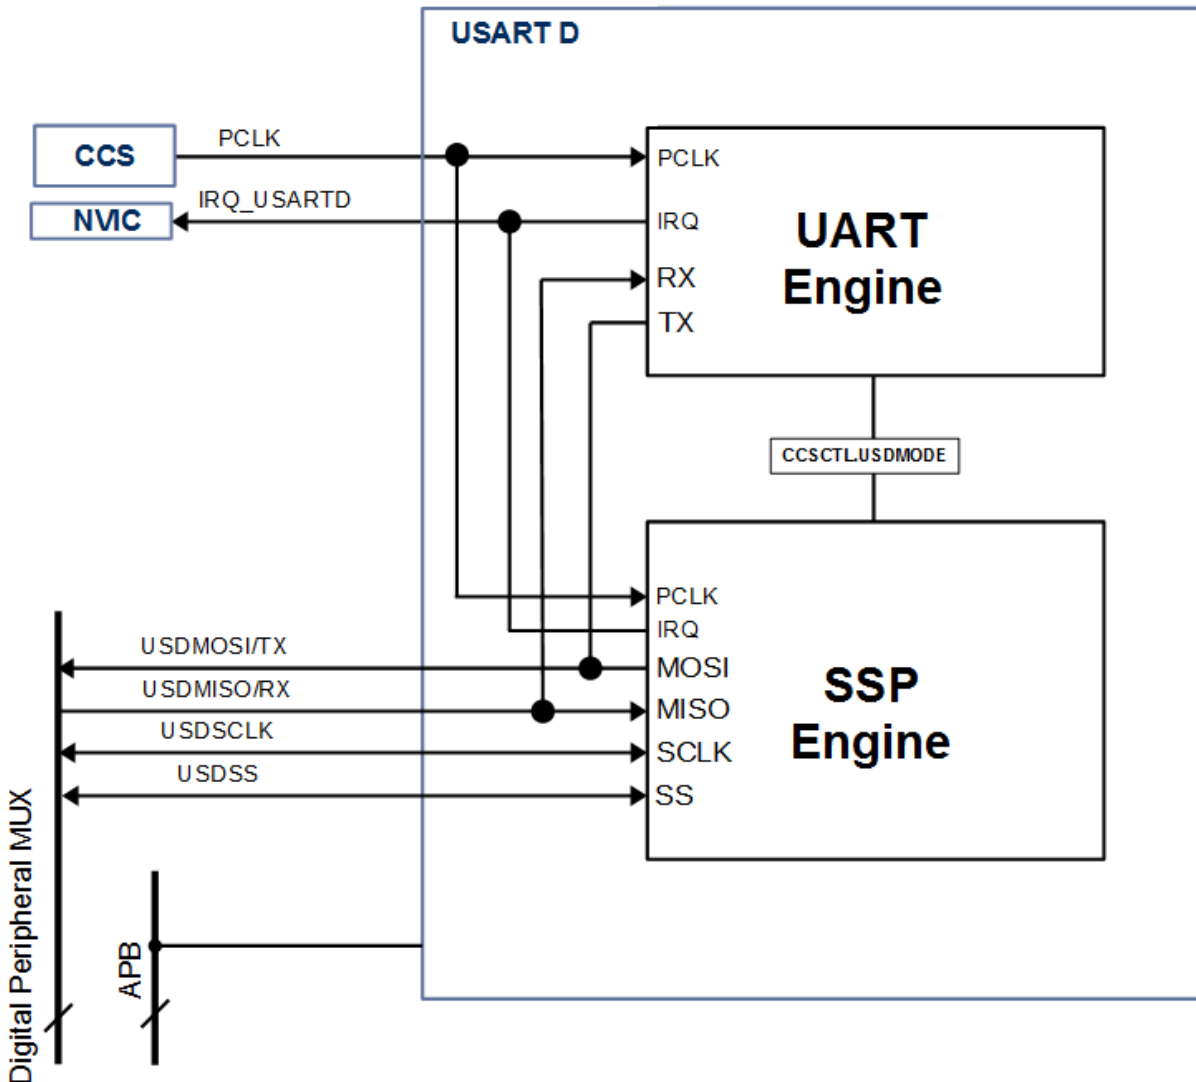 USART D
CCS
PCLK
PCLK
NVIC
IRQ_USARTD
IRQ
RX
TX
UART
Engine
CCSCTL.USDMODE
PCLK
IRQ
USDMOSI/TX
MOSI
USDMISO/RX
MISO
USDSCLK
SCLK
USDSS
SS
SSP
Engine
Digital Peripheral MUX
APB